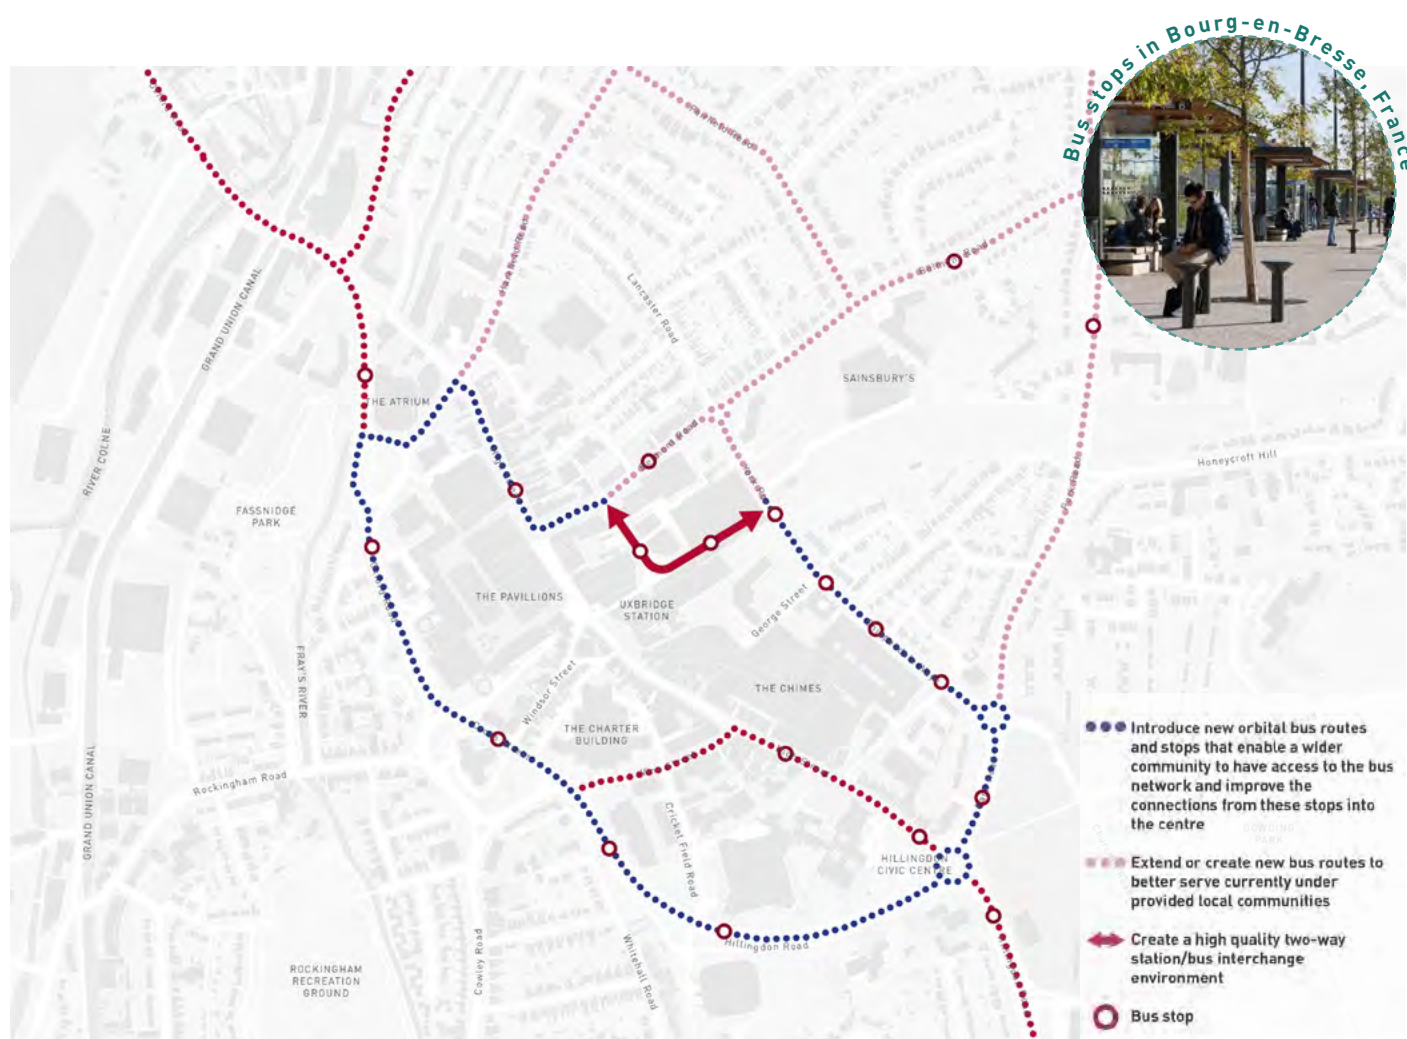 Bus stops in Bourg-en-Bresse, France
GRAND UNION CANAL
Lancaster Road
SAINSBURY'S
THE ATRIUM
RIVER COLNE
Honeycroft Hill
FASSNIDGE
PARK
THE PAVILLIONS
UXBRIDGE
STATION
George Street
FRAY'S RIVER
Windsor Street
THE CHIMES
THE CHARTER
BUILDING
Rockingham Road
GRAND UNION CANAL
Cricket Field Road
HILLINGDON
CIVIC CENTRE
Hillingdon Road
Cowley Road
Whitehall Road
ROCKINGHAM
RECREATION
GROUND
Introduce new orbital bus routes
and stops that enable a wider
community to have access to the bus
network and improve the
connections from these stops into
the centre
Extend or create new bus routes to
better serve currently under
provided local communities
Create a high quality two-way
station/bus interchange
environment
Bus stop